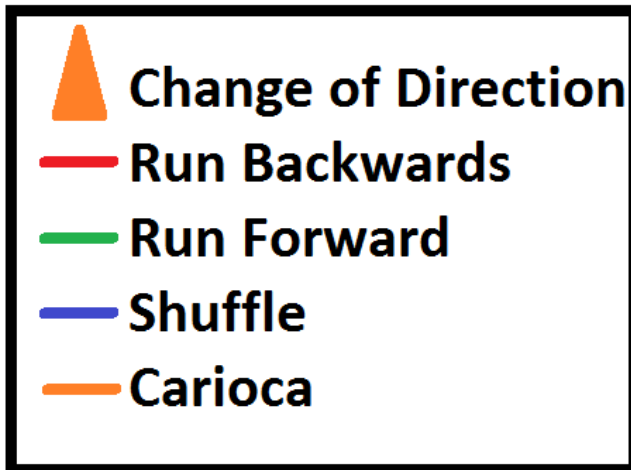 Change of Direction
Run Backwards
Run Forward
Shuffle
Carioca